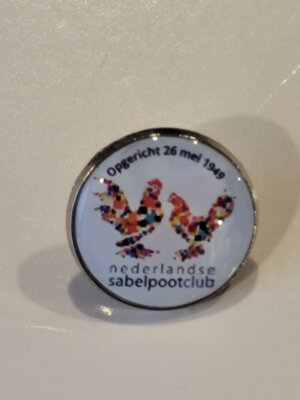 Opgericht 26 mei 1949
nederlandse
sabelpootclub